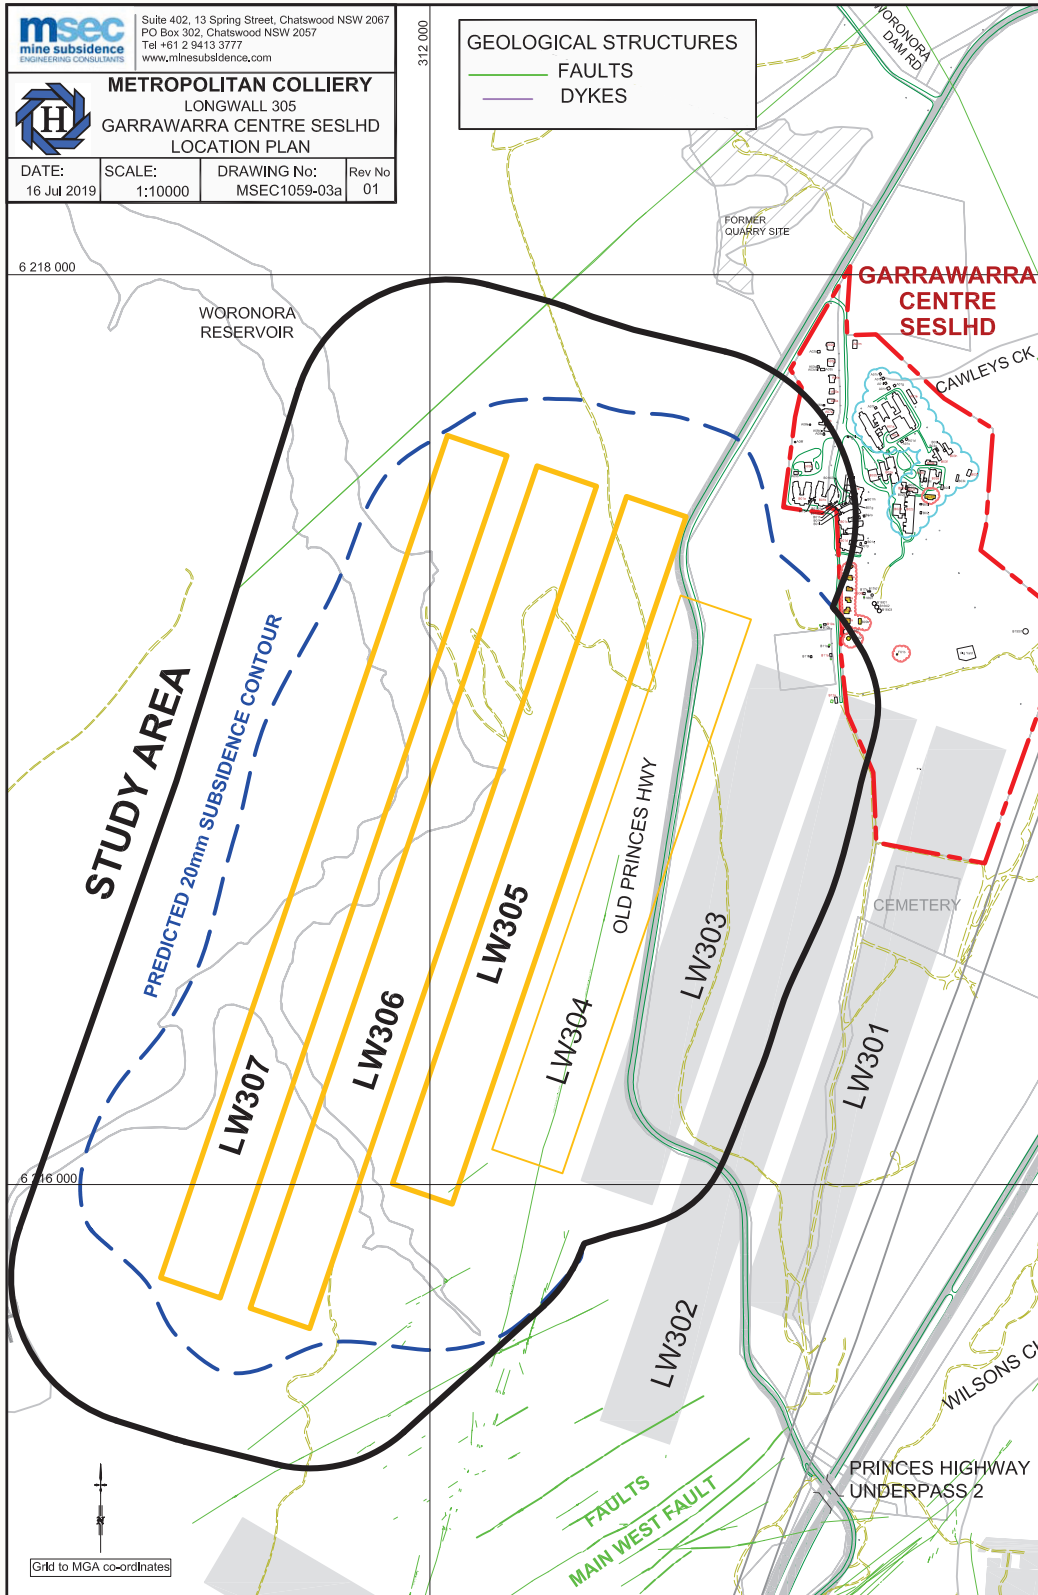 msec
mine subsidence
ENGINEERING CONSULTANTS
Suite 402, 13 Spring Street, Chatswood NSW 2067
PO Box 302, Chatswood NSW 2057
Tel +61 2 9413 3777
www.minesubsidence.com
H
METROPOLITAN COLLIERY
LONGWALL 305
GARRAWARRA CENTRE SESLHD
LOCATION PLAN
DATE:
16 Jul 2019
SCALE:
1:10000
DRAWING No:
MSEC1059-03a
Rev No
01
312 000
GEOLOGICAL STRUCTURES
FAULTS
DYKES
WORONORA
DAM RD
FORMER
QUARRY SITE
6 218 000
GARRAWARRA
CENTRE
SESLHD
WORONORA
RESERVOIR
CAWLEYS CK
STUDY AREA
PREDICTED 20mm SUBSIDENCE CONTOUR
OLD PRINCES HWY
CEMETERY
LW305
LW303
LW306
LW304
LW301
LW307
6 216 000
LW302
WILSONS
PRINCES HIGHWAY
UNDERPASS 2
FAULTS
MAIN WEST FAULT
N
Grid to MGA co-ordinates